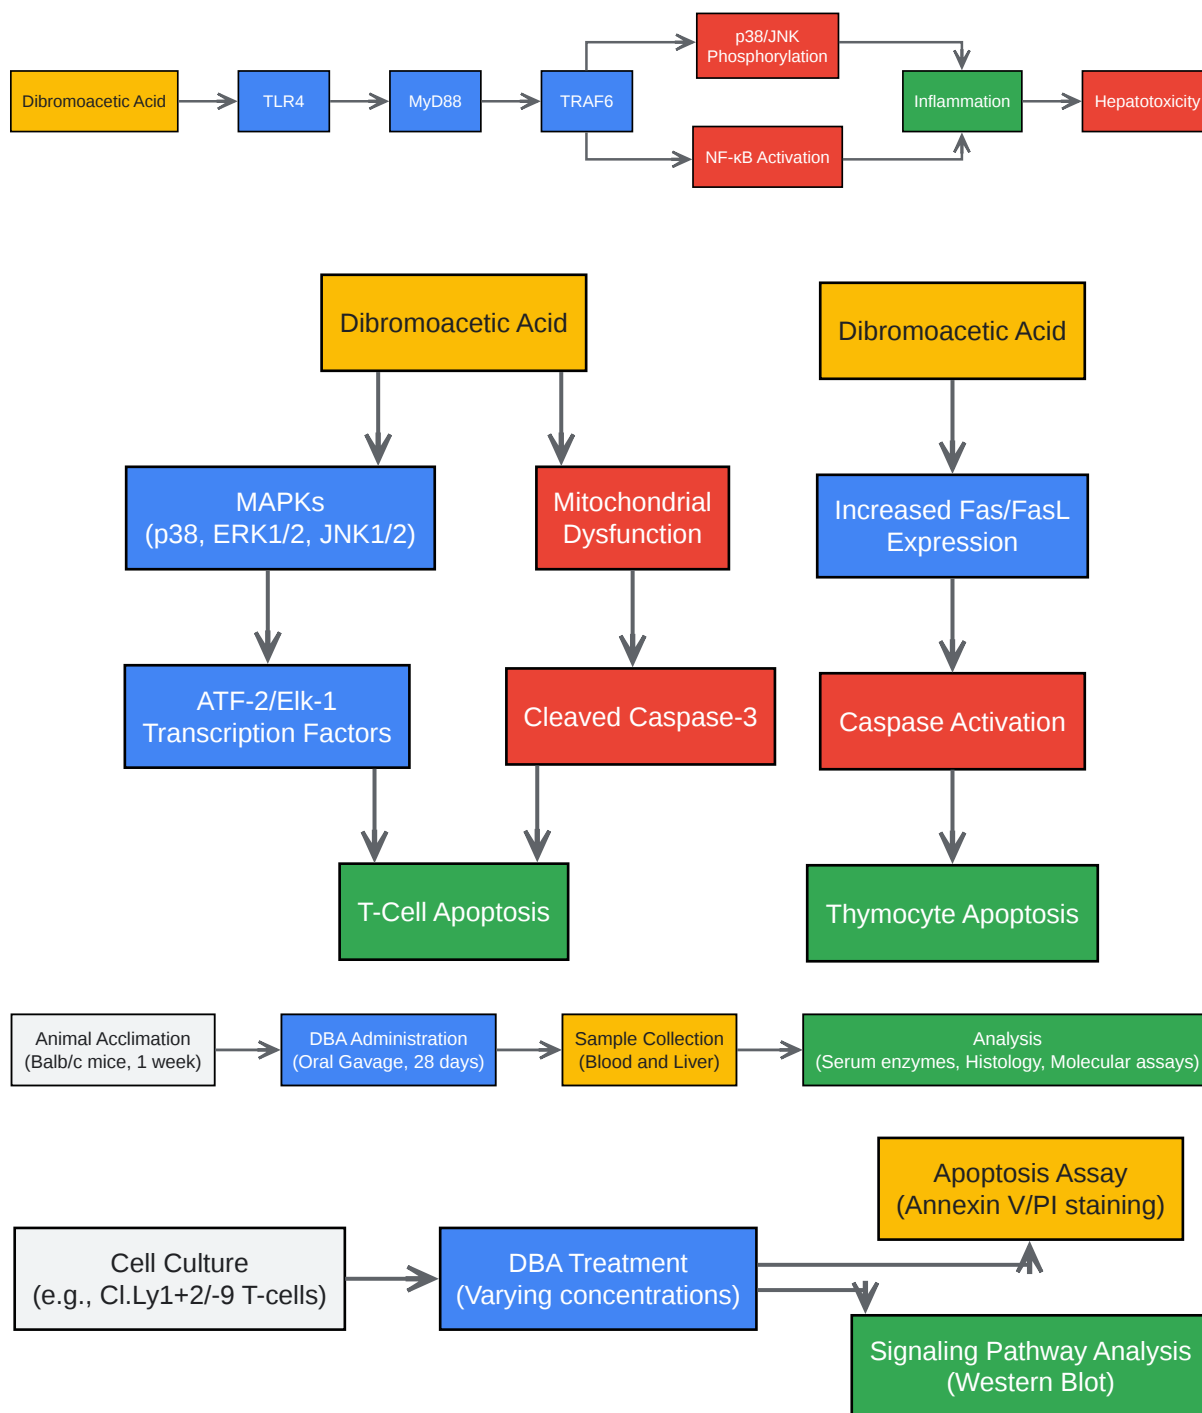 Dibromoacetic Acid
TLR4
MyD88
TRAF6
p38/JNK
Phosphorylation
NF-κB Activation
Inflammation
Hepatotoxicity
Dibromoacetic Acid
MAPKs
(p38, ERK1/2, JNK1/2)
Mitochondrial
Dysfunction
ATF-2/Elk-1
Transcription Factors
Cleaved Caspase-3
T-Cell Apoptosis
Dibromoacetic Acid
Increased Fas/FasL
Expression
Caspase Activation
Thymocyte Apoptosis
Animal Acclimation
(Balb/c mice, 1 week)
DBA Administration
(Oral Gavage, 28 days)
Sample Collection
(Blood and Liver)
Analysis
(Serum enzymes, Histology, Molecular assays)
Cell Culture
(e.g., Cl.Ly1+2/-9 T-cells)
DBA Treatment
(Varying concentrations)
Apoptosis Assay
(Annexin V/PI staining)
Signaling Pathway Analysis
(Western Blot)